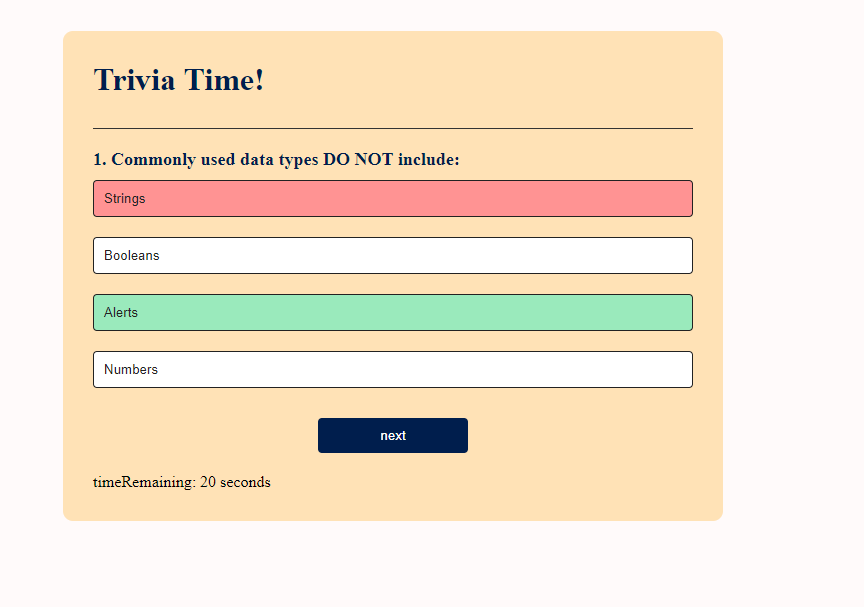 Trivia Time!
1. Commonly used data types DO NOT include:
Strings
Booleans
Alerts
Numbers
next
timeRemaining: 20 seconds